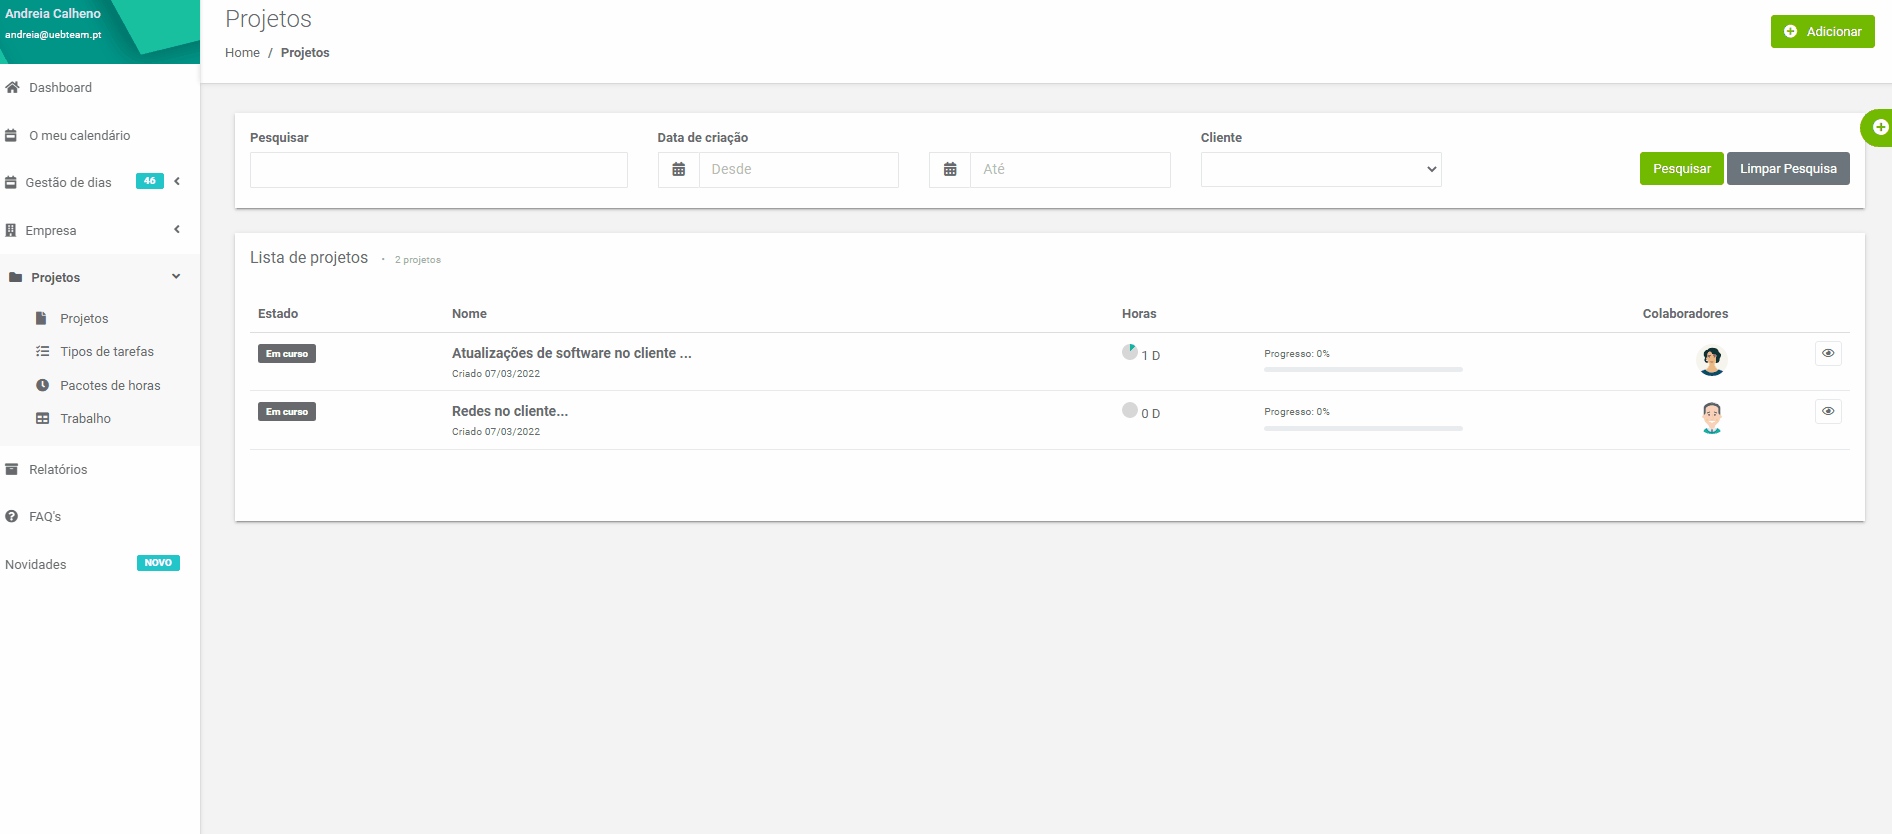 Andreia Calheno
andreia@uebteam.pt
Dashboard
O meu calendário
Gestão de dias 46
Empresa
Projetos
Projetos
Tipos de tarefas
Pacotes de horas
Trabalho
Relatórios
FAQ's
Novidades NOVO
Projetos
Home / Projetos
Adicionar
Pesquisar Data de criação Cliente
Desde Até Pesquisar Limpar Pesquisa
Lista de projetos - 2 projetos
Estado Nome Horas Colaboradores
Em curso Atualizações de software no cliente ... 1 D Progresso: 0%
Criado 07/03/2022
Em curso Redes no cliente... 0 D Progresso: 0%
Criado 07/03/2022